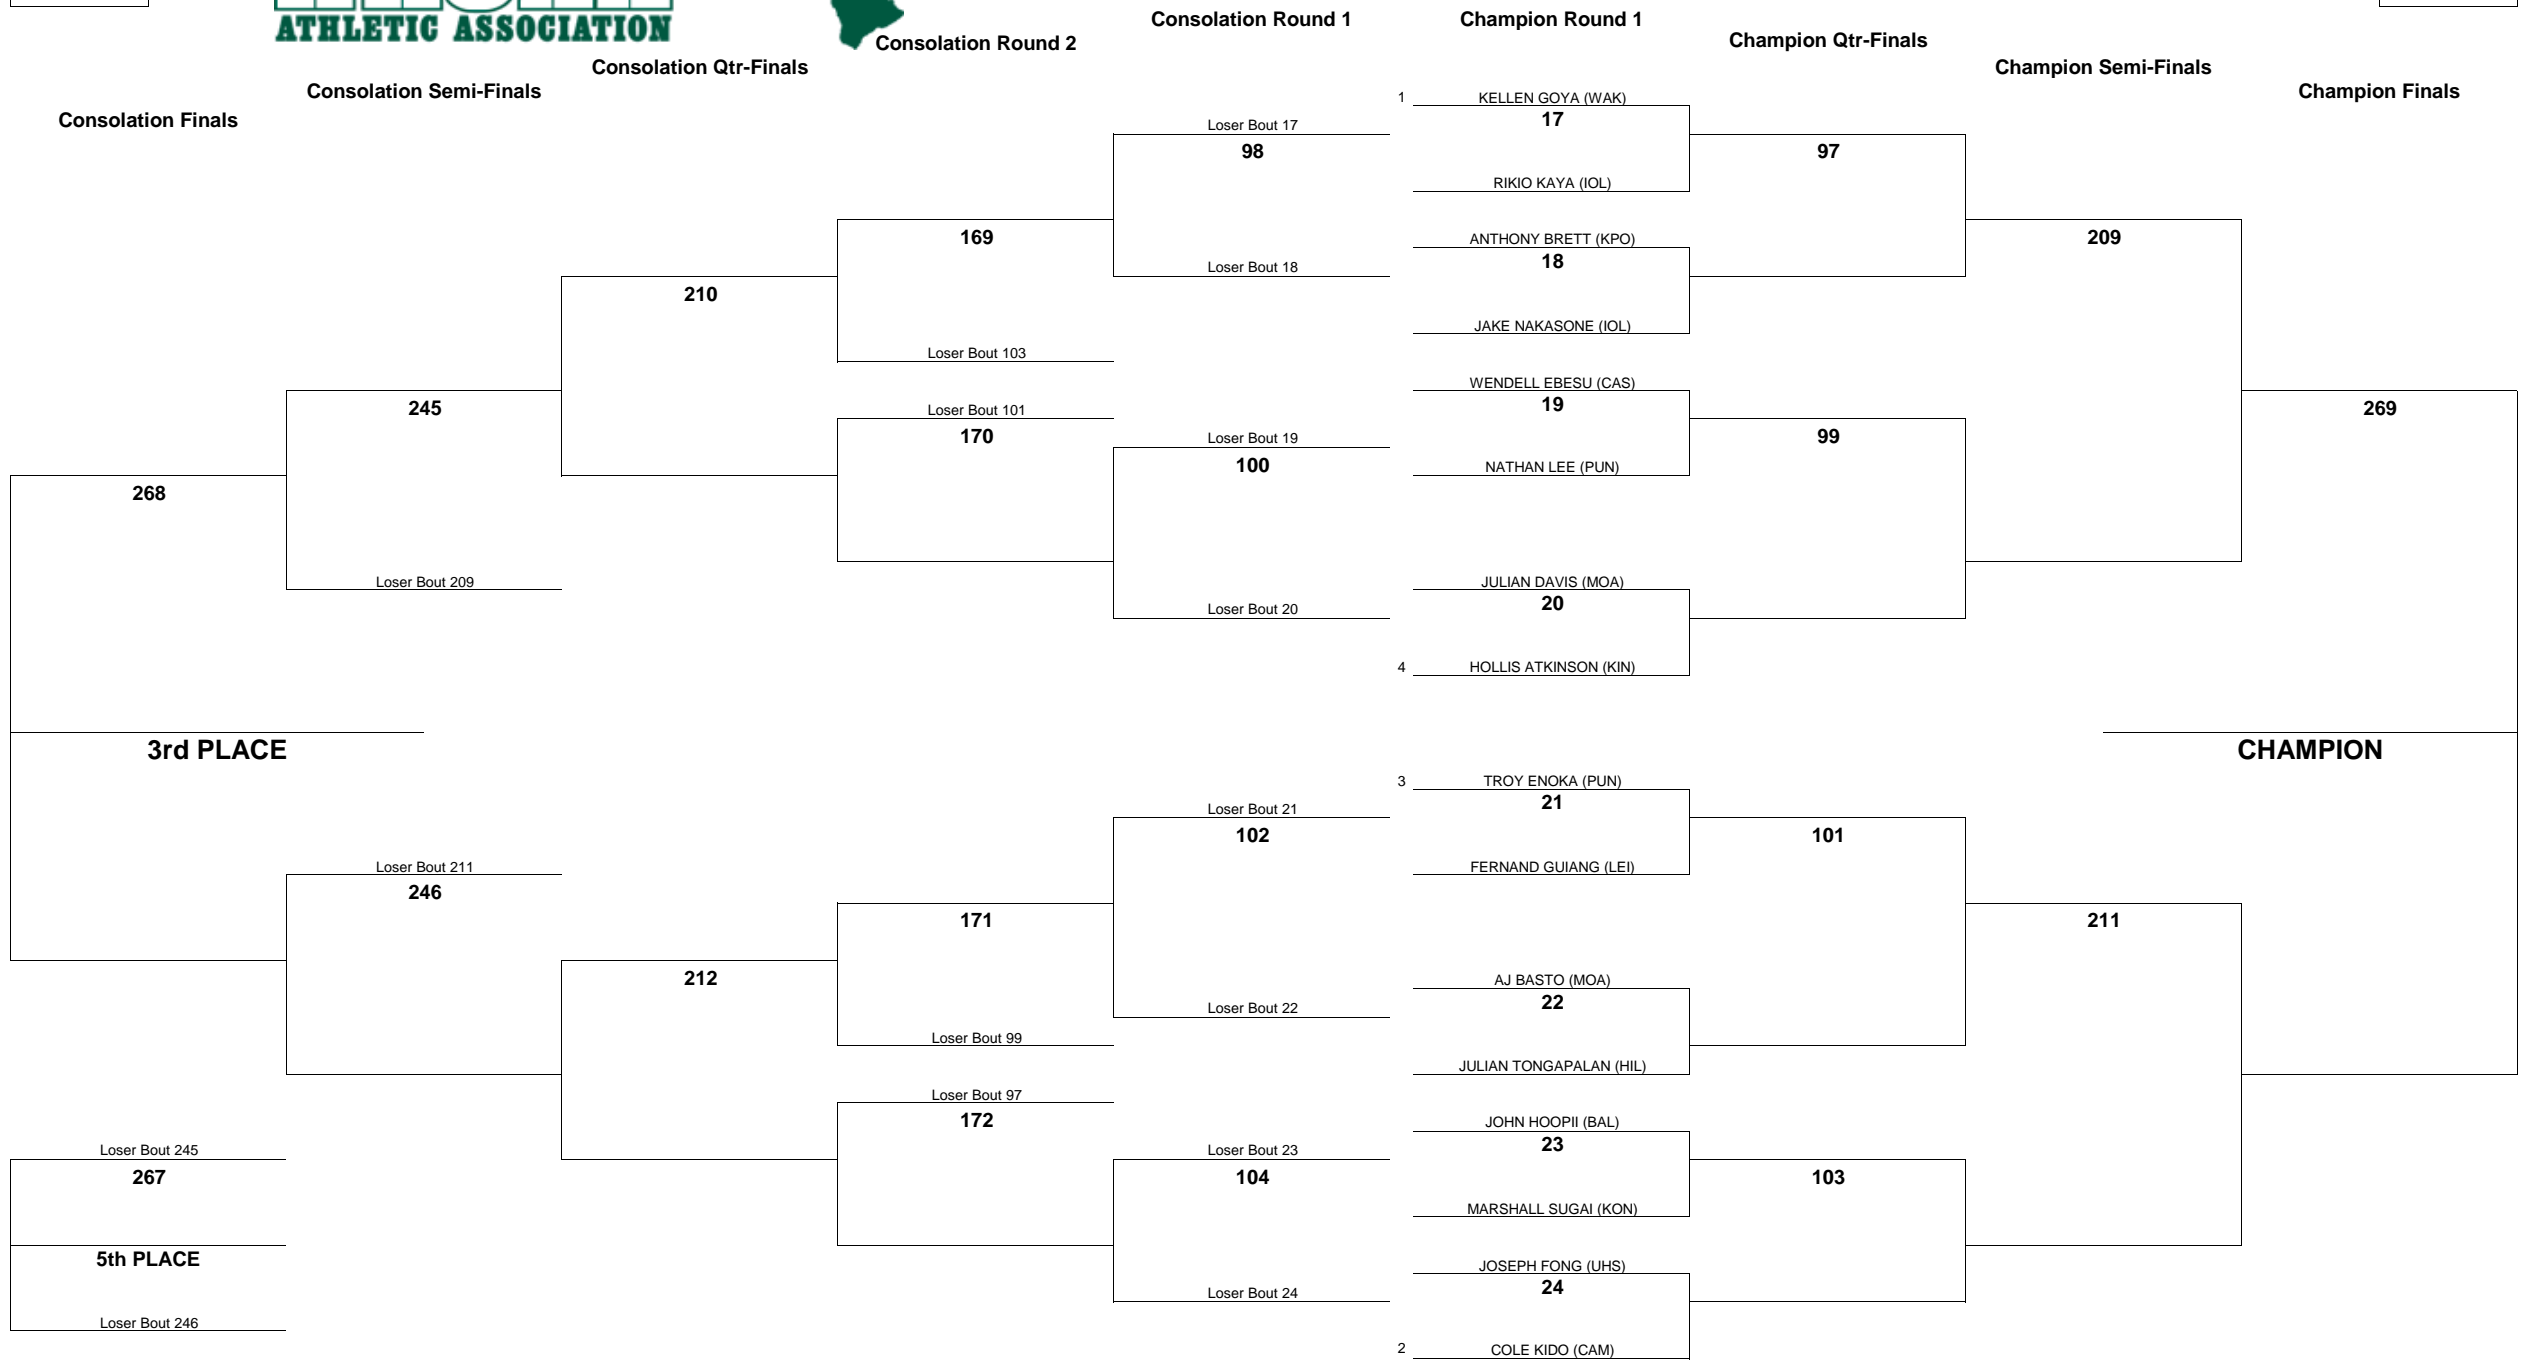 ATHLETIC ASSOCIATION
Consolation Round 1
Champion Round 1
Consolation Round 2
Champion Qtr-Finals
Consolation Qtr-Finals
Champion Semi-Finals
Consolation Semi-Finals
Champion Finals
Consolation Finals
1 KELLEN GOYA (WAK)
17
Loser Bout 17
98
97
RIKIO KAYA (IOL)
169
209
ANTHONY BRETT (KPO)
18
Loser Bout 18
210
JAKE NAKASONE (IOL)
Loser Bout 103
WENDELL EBESU (CAS)
19
245
Loser Bout 101
269
170
Loser Bout 19
99
100
NATHAN LEE (PUN)
268
Loser Bout 209
JULIAN DAVIS (MOA)
20
Loser Bout 20
4 HOLLIS ATKINSON (KIN)
3rd PLACE
CHAMPION
3 TROY ENOKA (PUN)
21
Loser Bout 21
102
101
Loser Bout 211
FERNAND GUIANG (LEI)
246
171
211
212
AJ BASTO (MOA)
22
Loser Bout 22
Loser Bout 99
JULIAN TONGAPALAN (HIL)
Loser Bout 97
172
JOHN HOOPII (BAL)
23
Loser Bout 245
Loser Bout 23
267
104
103
MARSHALL SUGAI (KON)
5th PLACE
JOSEPH FONG (UHS)
24
Loser Bout 24
Loser Bout 246
2 COLE KIDO (CAM)